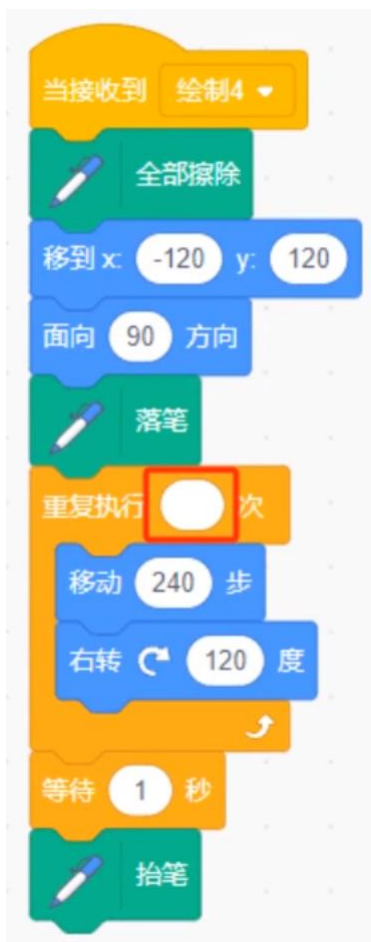 当接收到 绘制4
全部擦除
移到 x: -120 y: 120
面向 90 方向
落笔
重复执行 次
移动 240 步
右转 120 度
等待 1 秒
抬笔